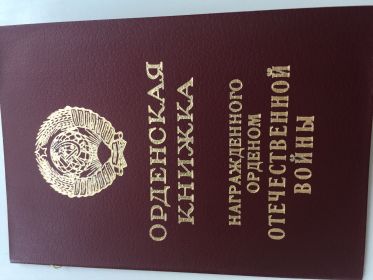 ОРДЕНСКАЯ
КНИЖКА
НАГРАЖДЕННОГО
ОРДЕНОМ
ОТЕЧЕСТВЕННОЙ
ВОЙНЫ